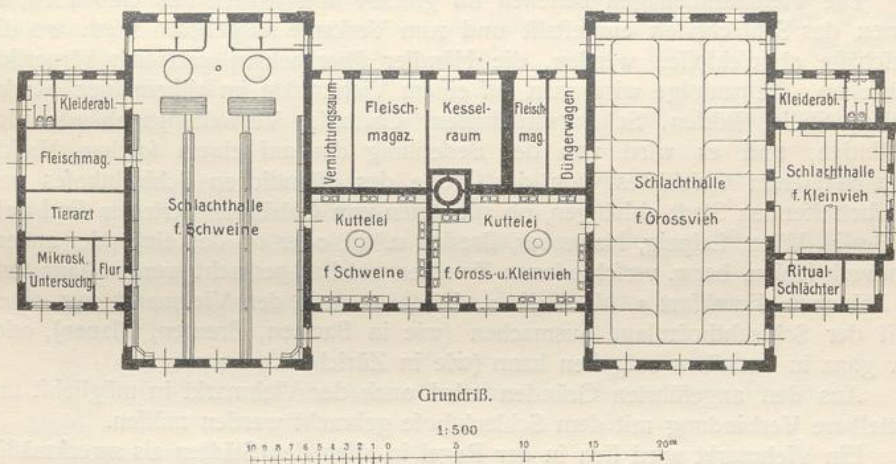 Kleiderabl.
Fleischmag.
Tierarzt
Mikrosk.
Untersuchg.
Flur
Schlachthalle
f. Schweine
Vernichtungsraum
Fleisch-
magaz.
Kessel-
raum
Fleisch-
mag.
Düngerwagen
Kuttelei
f Schweine
Kuttelei
f. Gross-u. Kleinvieh
Schlachthalle
f. Grossvieh
Kleiderabl.
Schlachthalle
f. Kleinvieh
Ritual-
Schlächter
Grundriß.
1:500
10 9 8 7 6 5 4 3 2 1 0 5 10 15 20m